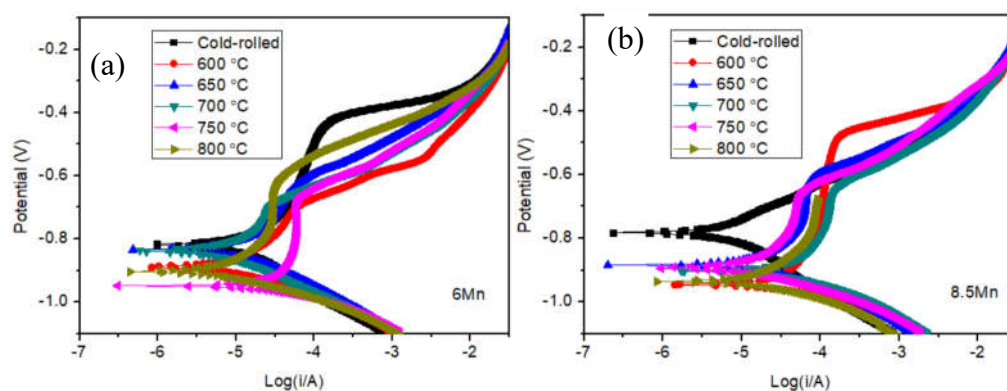 (a)
Cold-rolled
600 °C
650 °C
700 °C
750 °C
800 °C
6Mn
-0.2
-0.4
-0.6
-0.8
-1.0
Potential (V)
-7 -6 -5 -4 -3 -2
Log(i/A)
(b)
Cold-rolled
600 °C
650 °C
700 °C
750 °C
800 °C
8.5Mn
-0.2
-0.4
-0.6
-0.8
-1.0
Potential (V)
-7 -6 -5 -4 -3 -2
Log(i/A)